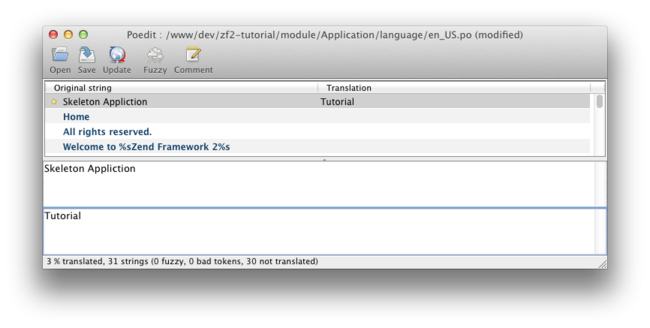 Poedit : /www/dev/zf2-tutorial/module/Application/language/en_US.po (modified)
Open Save Update Fuzzy Comment
Original string Translation
Skeleton Appliction Tutorial
Home
All rights reserved.
Welcome to %sZend Framework 2%s
Skeleton Appliction
Tutorial
3 % translated, 31 strings (0 fuzzy, 0 bad tokens, 30 not translated)